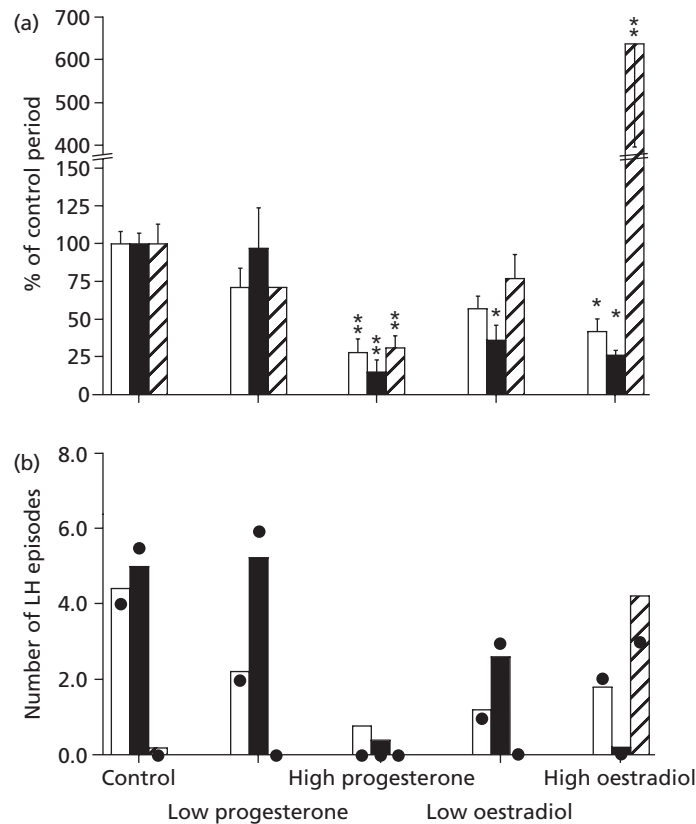 (a)
700
600
500
400
150
125
100
75
50
25
0
% of control period
**
**
**
*
*
*
**
(b)
8.0
6.0
4.0
2.0
0.0
Number of LH episodes
Control
High progesterone
High oestradiol
Low progesterone
Low oestradiol